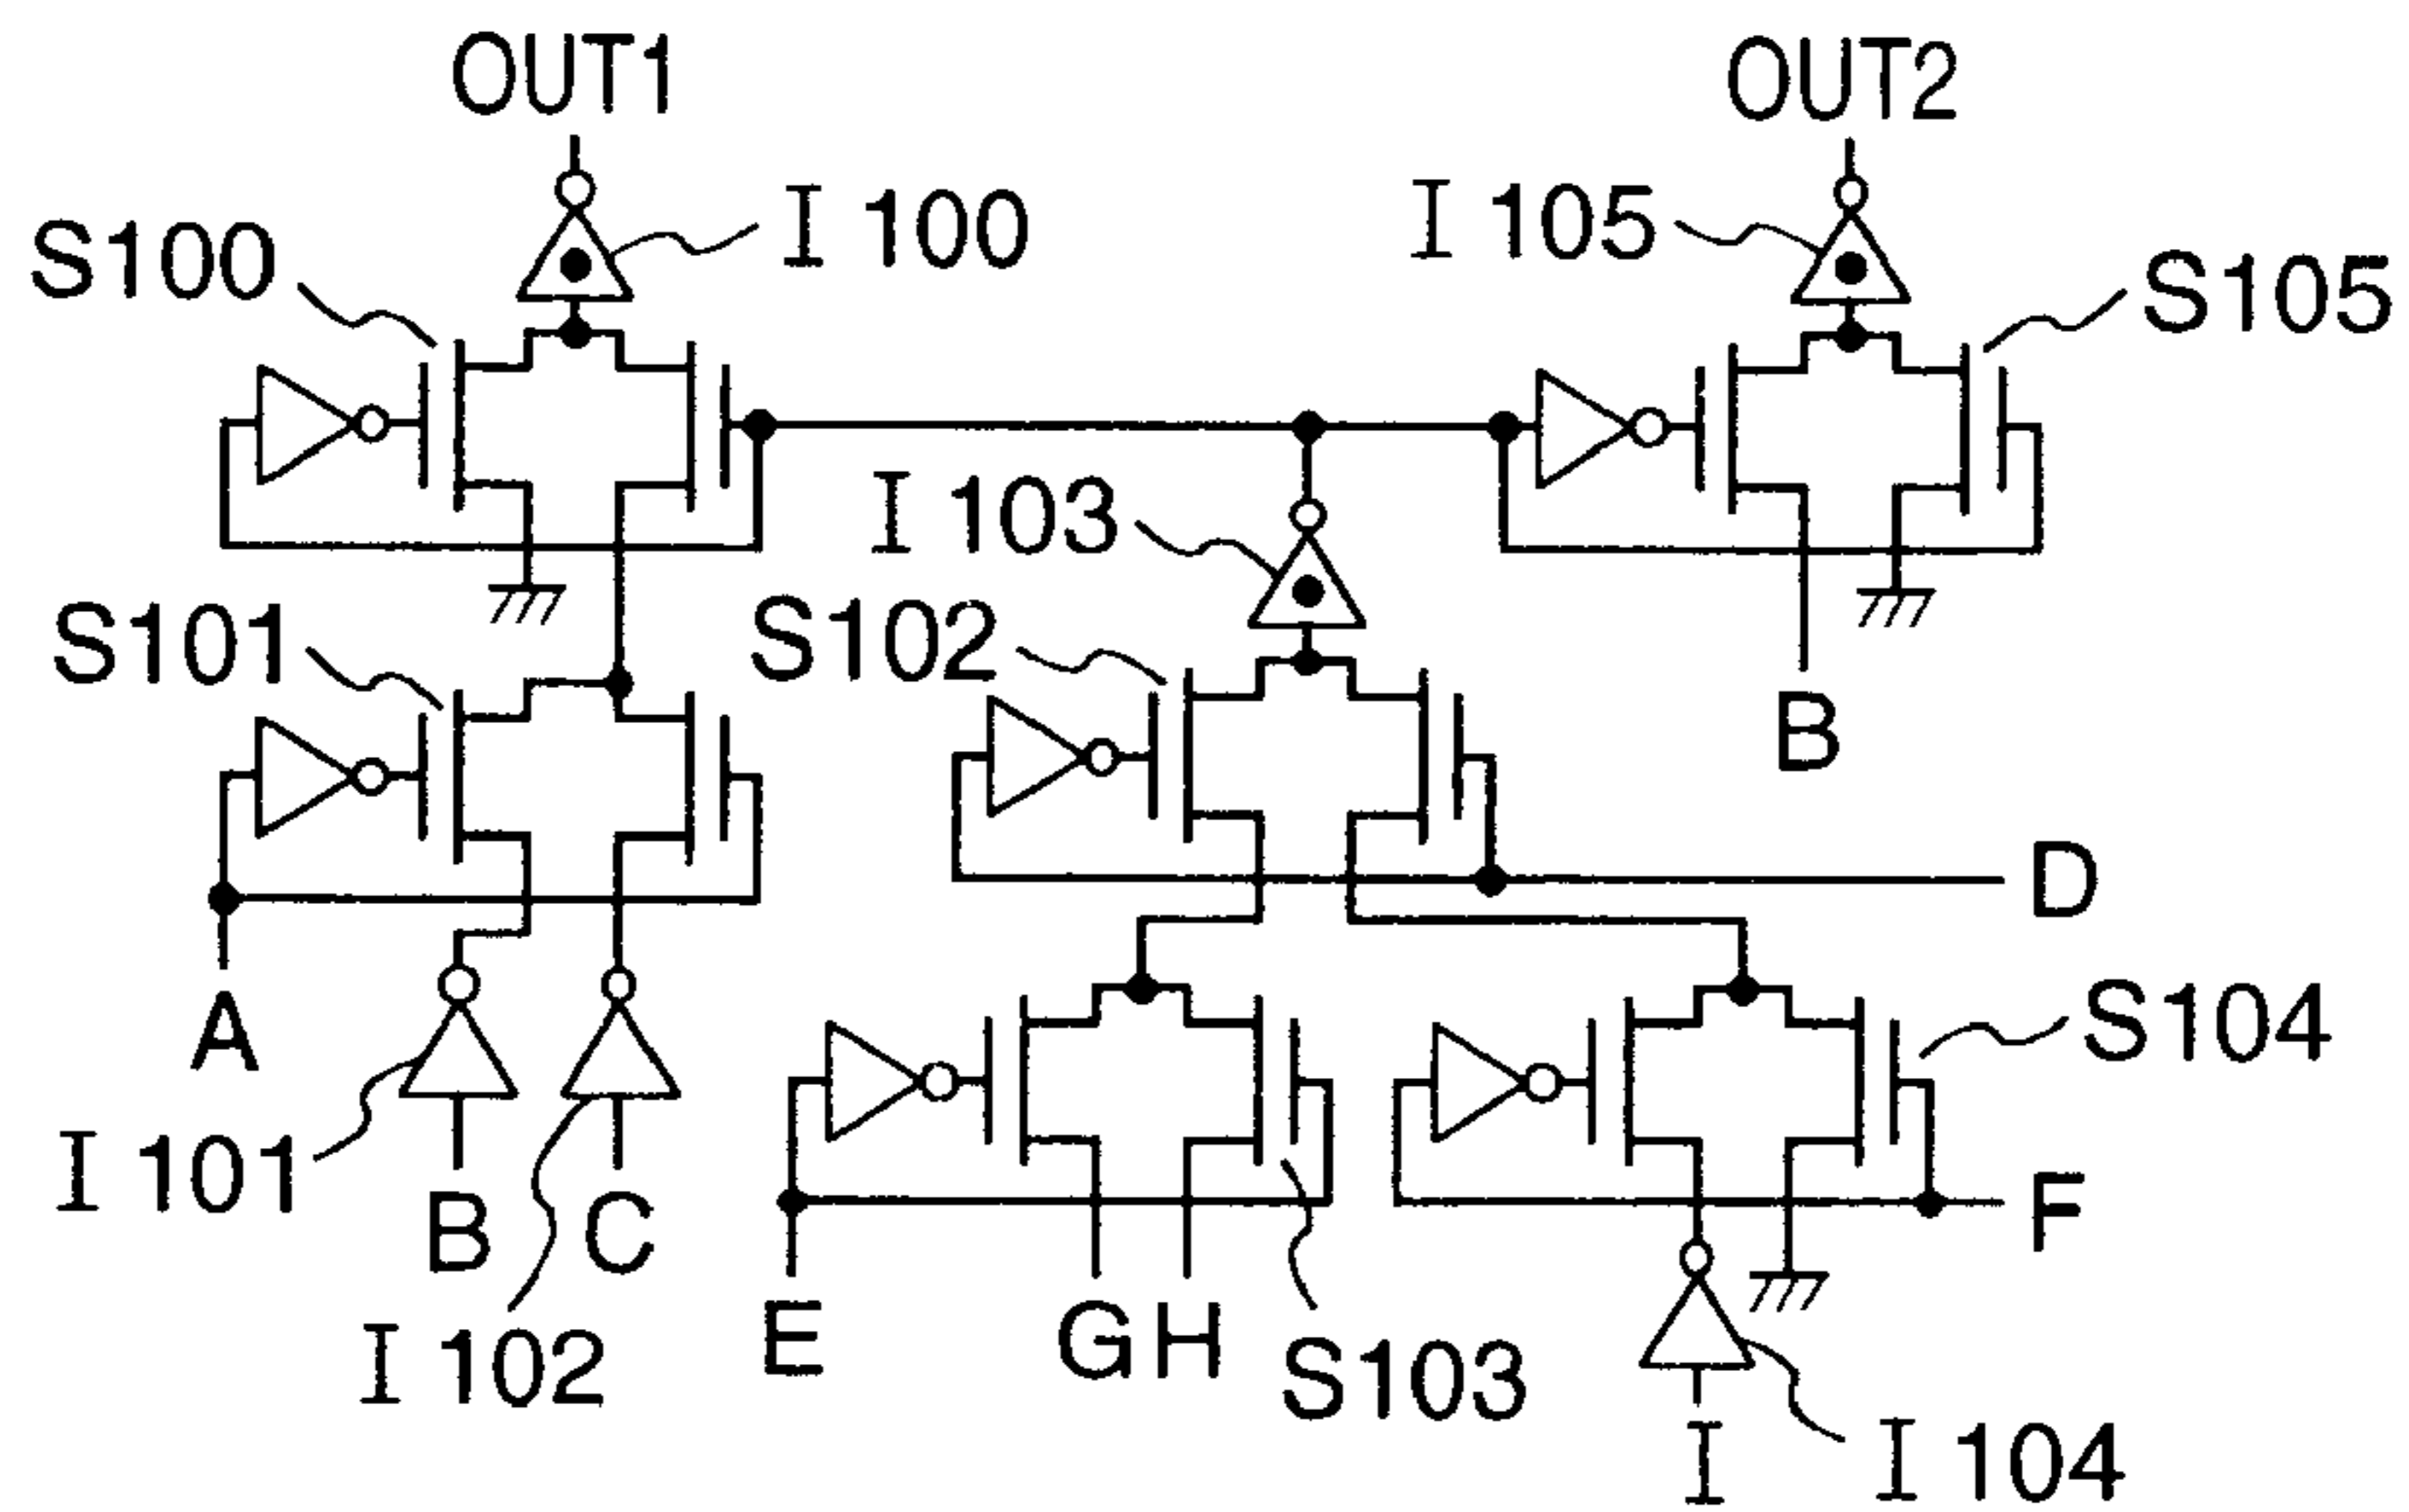 OUT1
OUT2
S100
I 100
I 105
S105
I 103
S101
S102
B
D
A
S104
I 101
B
C
F
E
G
H
S103
I 102
I
I 104